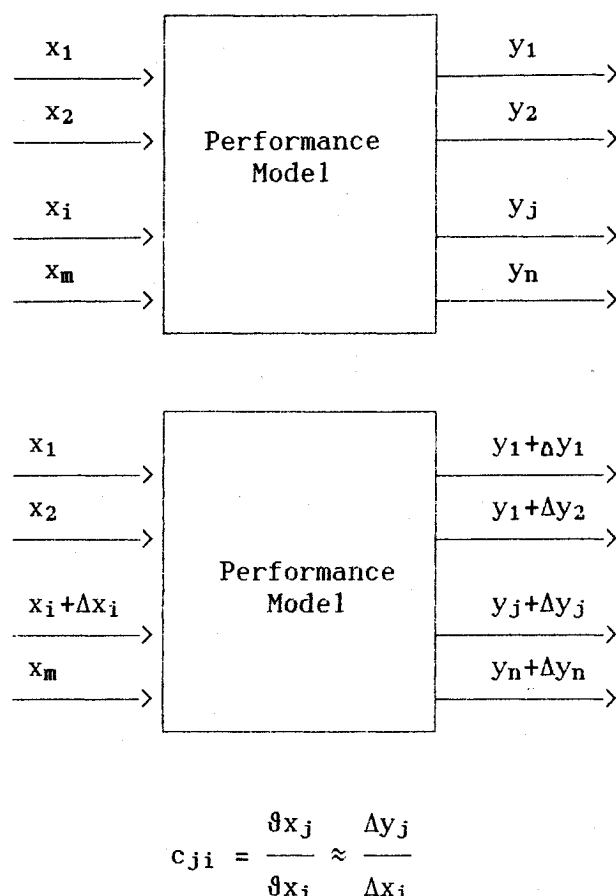 x₁ y₁
x₂ y₂
Performance
Model
xᵢ yⱼ
xₘ yₙ
x₁ y₁+Δy₁
x₂ y₁+Δy₂
Performance
Model
xᵢ+Δxᵢ yⱼ+Δyⱼ
xₘ yₙ+Δyₙ
cⱼᵢ = ϑxⱼ/ϑxᵢ ≈ Δyⱼ/Δxᵢ